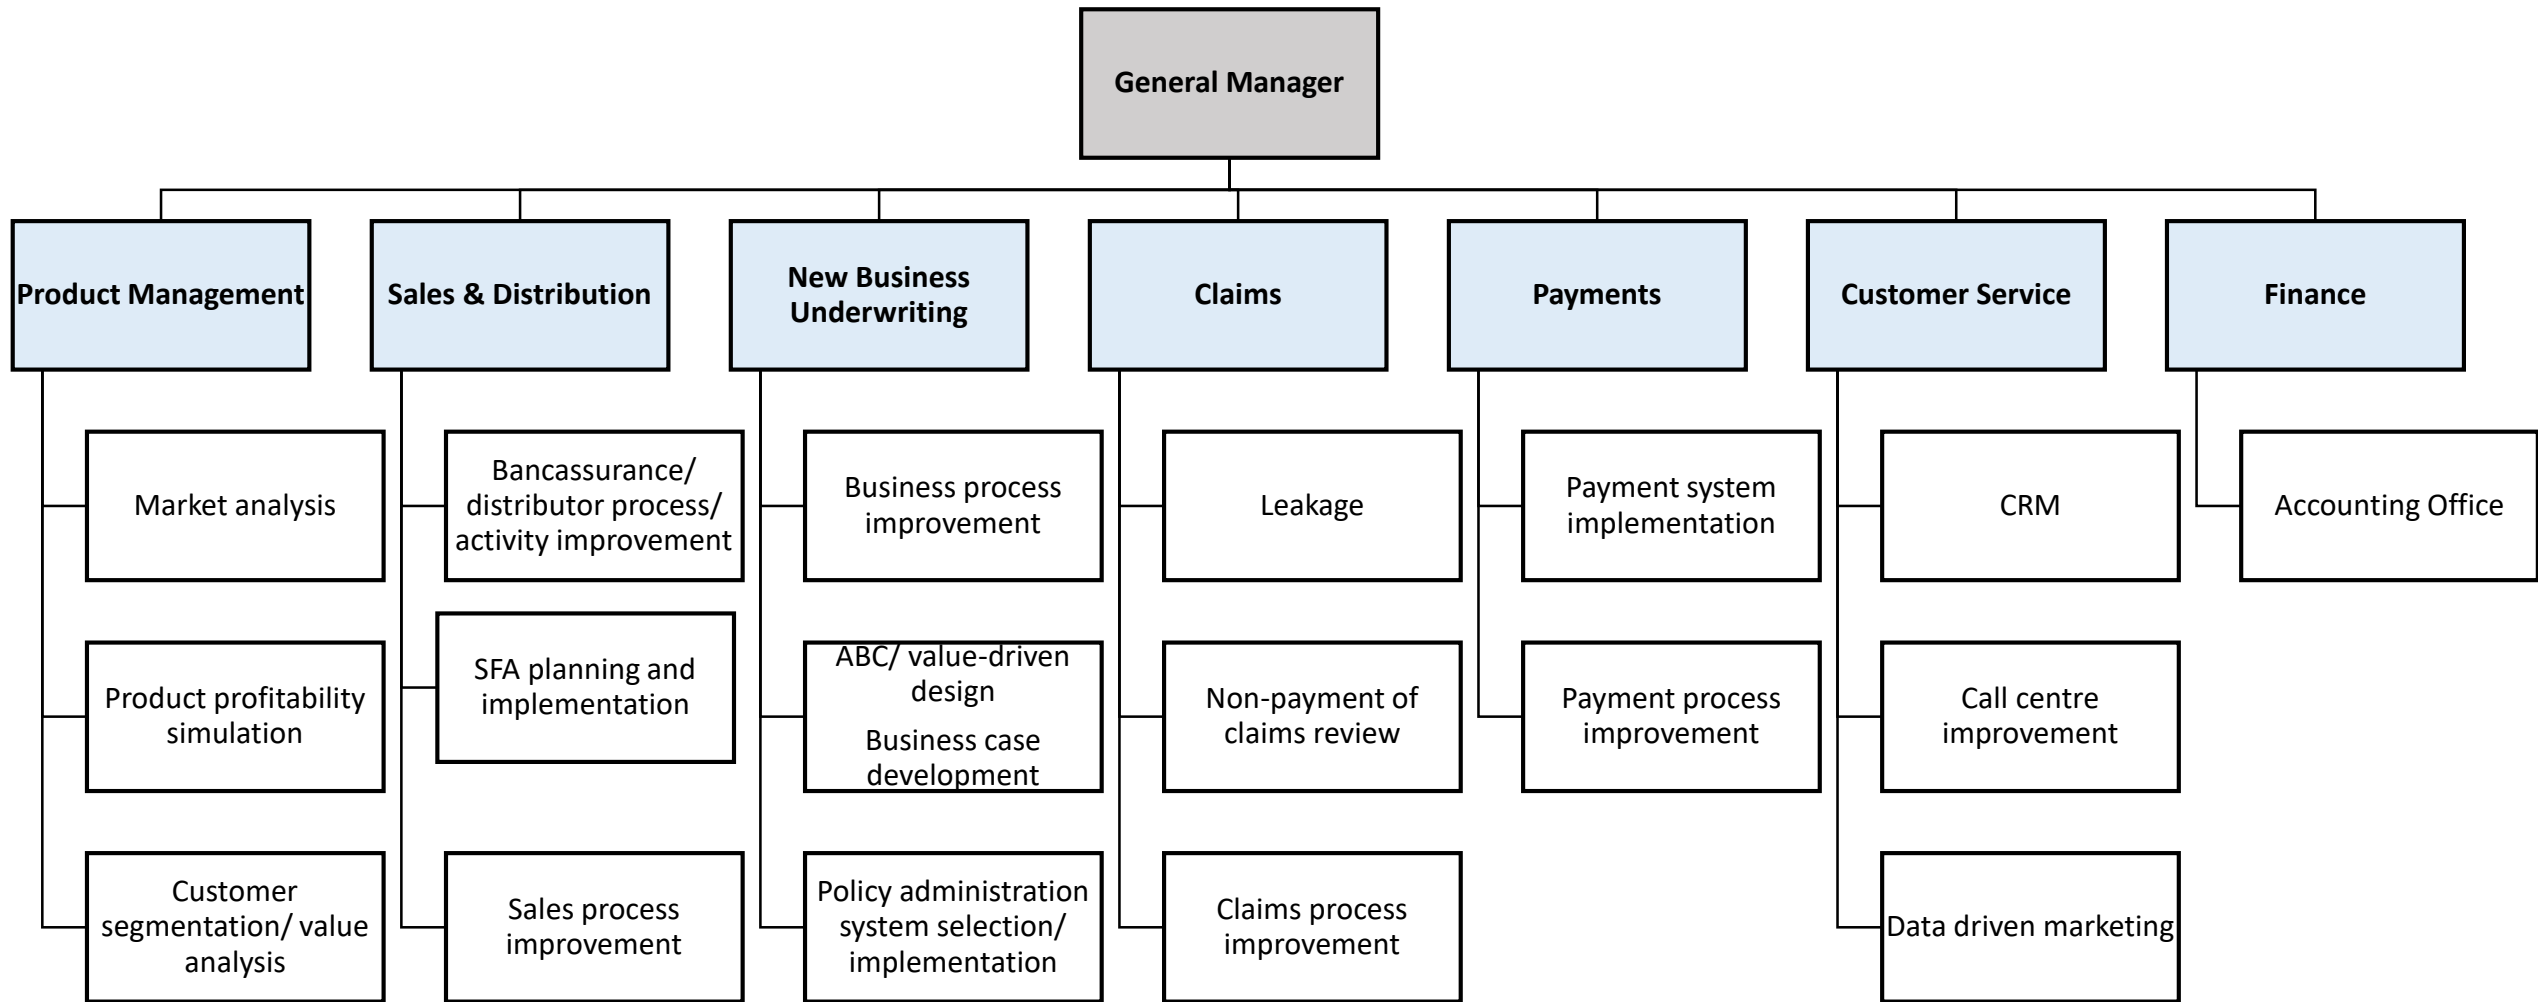 General Manager
Product Management
Sales & Distribution
New Business
Underwriting
Claims
Payments
Customer Service
Finance
Market analysis
Bancassurance/
distributor process/
activity improvement
Business process
improvement
Leakage
Payment system
implementation
CRM
Accounting Office
Product profitability
simulation
SFA planning and
implementation
ABC/ value-driven
design
Business case
development
Non-payment of
claims review
Payment process
improvement
Call centre
improvement
Customer
segmentation/ value
analysis
Sales process
improvement
Policy administration
system selection/
implementation
Claims process
improvement
Data driven marketing